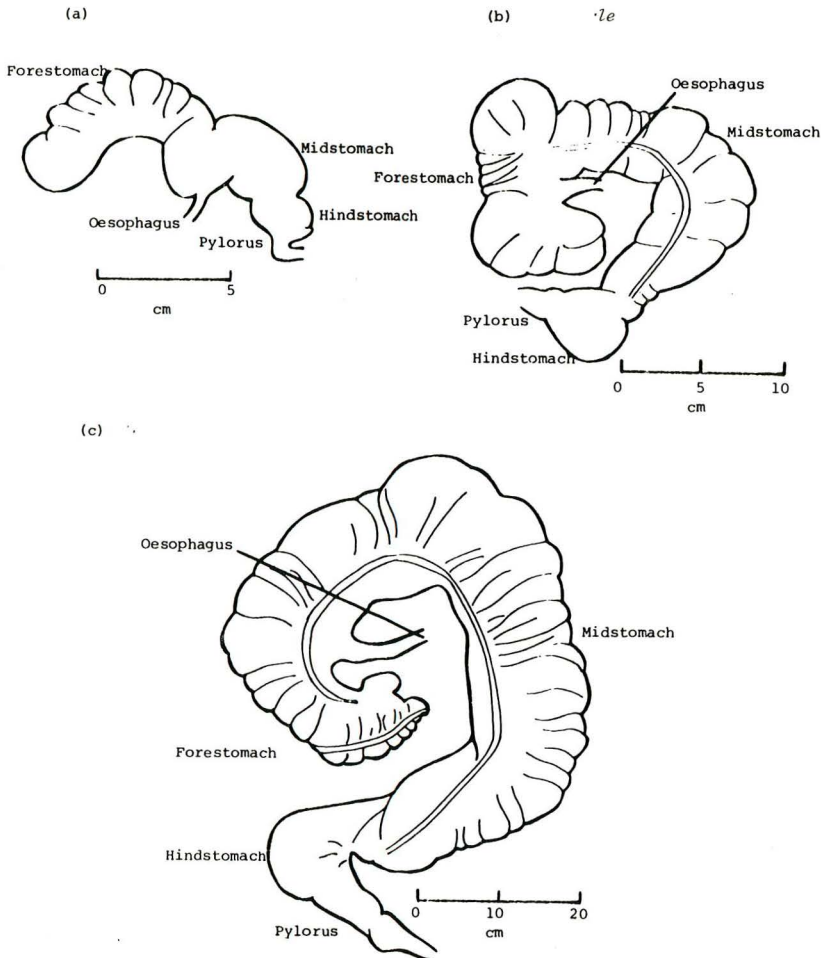 (a)
Forestomach
Midstomach
Oesophagus
Hindstomach
Pylorus
0 5
cm
(b) ·le
Oesophagus
Midstomach
Forestomach
Pylorus
Hindstomach
0 5 10
cm
(c)
Oesophagus
Midstomach
Forestomach
Hindstomach
0 10 20
cm
Pylorus